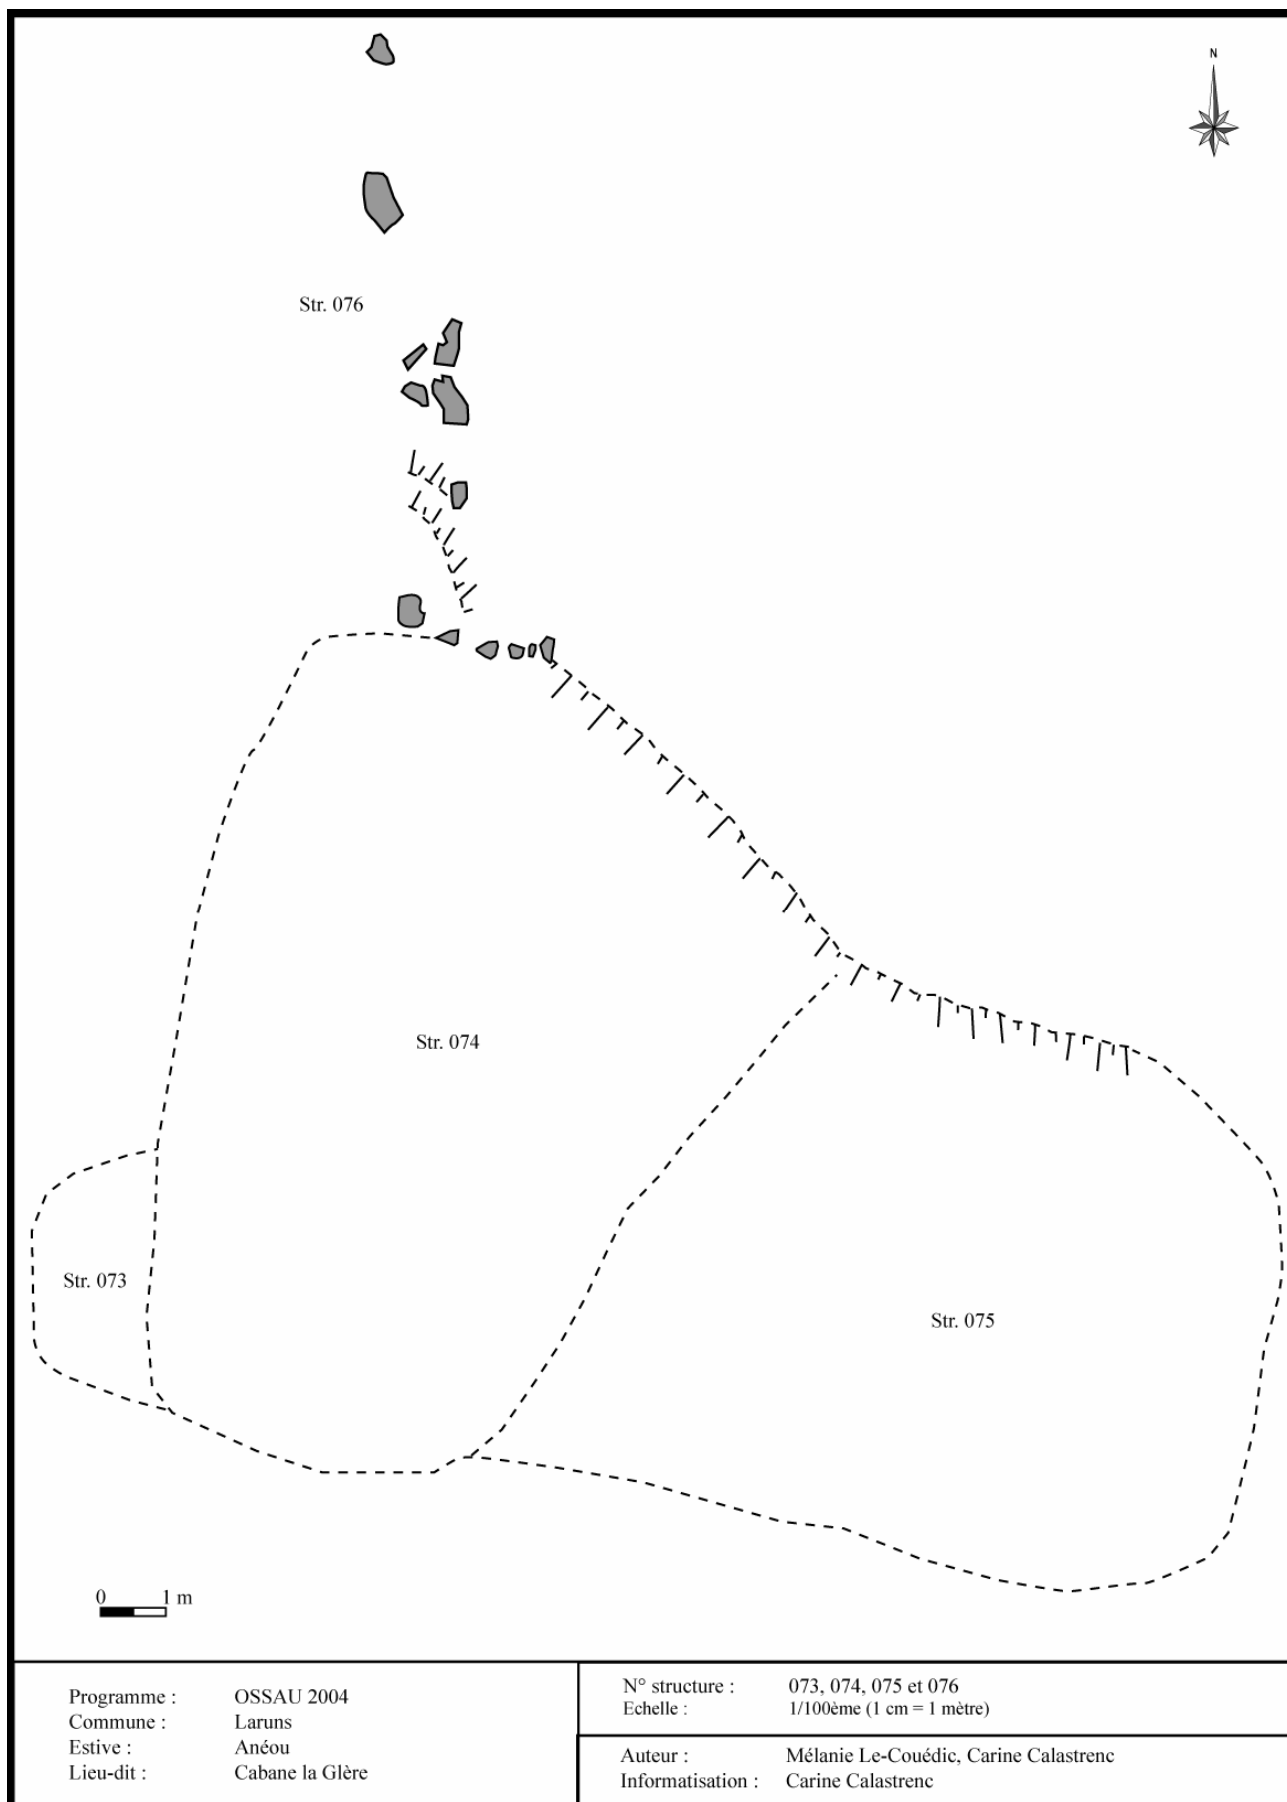 N
Str. 076
Str. 074
Str. 073
Str. 075
0 1 m
Programme : OSSAU 2004
Commune : Laruns
Estive : Anéou
Lieu-dit : Cabane la Glère
N° structure : 073, 074, 075 et 076
Echelle : 1/100ème (1 cm = 1 mètre)
Auteur : Mélanie Le-Couédic, Carine Calastrenc
Informatisation : Carine Calastrenc